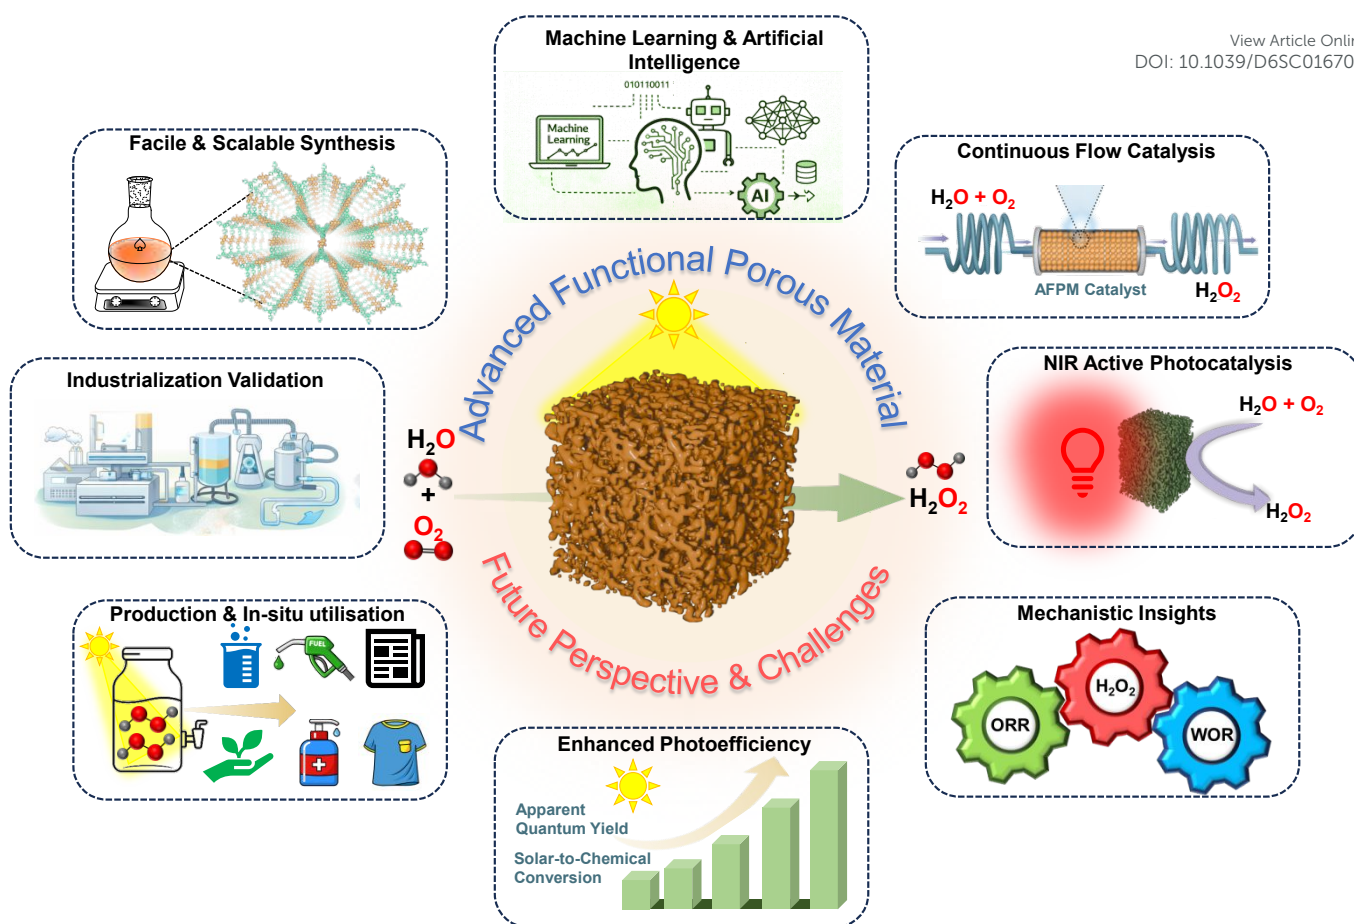 View Article Onlin
DOI: 10.1039/D6SC01670
Machine Learning & Artificial
Intelligence
010110011
Machine
Learning
AI
Facile & Scalable Synthesis
Continuous Flow Catalysis
H₂O + O₂
AFPM Catalyst
H₂O₂
Advanced Functional Porous Material
Industrialization Validation
NIR Active Photocatalysis
H₂O + O₂
H₂O₂
H₂O
+
O₂
H₂O₂
Future Perspective & Challenges
Production & In-situ utilisation
FUEL
NEWS
Mechanistic Insights
ORR
H₂O₂
WOR
Enhanced Photoefficiency
Apparent
Quantum Yield
Solar-to-Chemical
Conversion